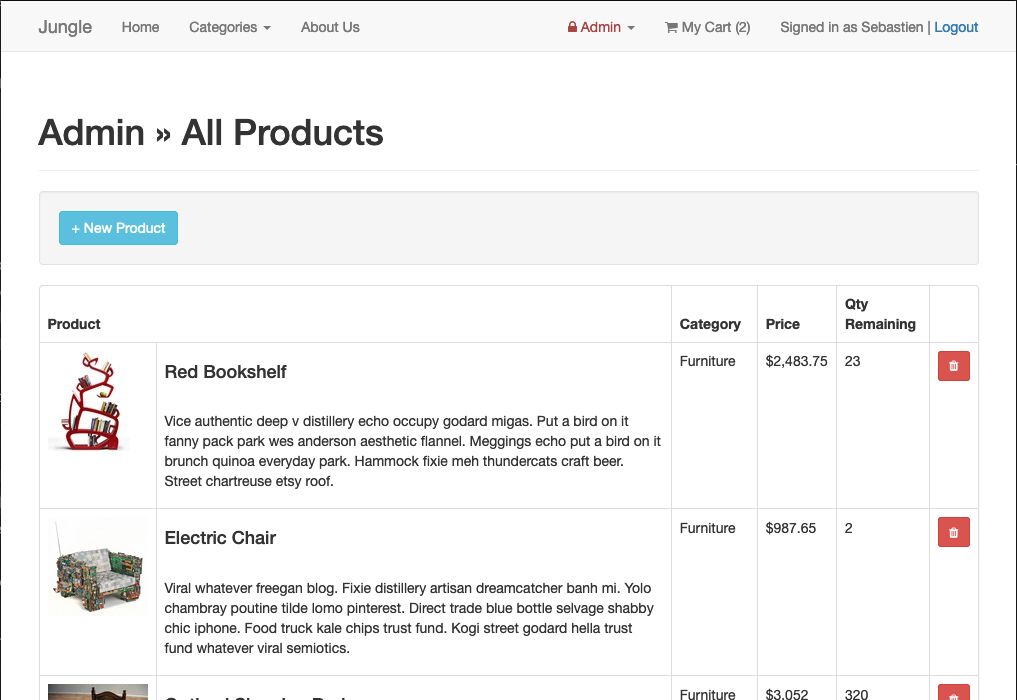 Jungle Home Categories About Us Admin My Cart (2) Signed in as Sebastien | Logout
Admin » All Products
+ New Product
Product Category Price Qty Remaining
Red Bookshelf
Furniture $2,483.75 23
Vice authentic deep v distillery echo occupy godard migas. Put a bird on it
fanny pack park wes anderson aesthetic flannel. Meggings echo put a bird on it
brunch quinoa everyday park. Hammock fixie meh thundercats craft beer.
Street chartreuse etsy roof.
Electric Chair
Furniture $987.65 2
Viral whatever freegan blog. Fixie distillery artisan dreamcatcher banh mi. Yolo
chambray poutine tilde lomo pinterest. Direct trade blue bottle selvage shabby
chic iphone. Food truck kale chips trust fund. Kogi street godard hella trust
fund whatever viral semiotics.
Furniture $3,052 320